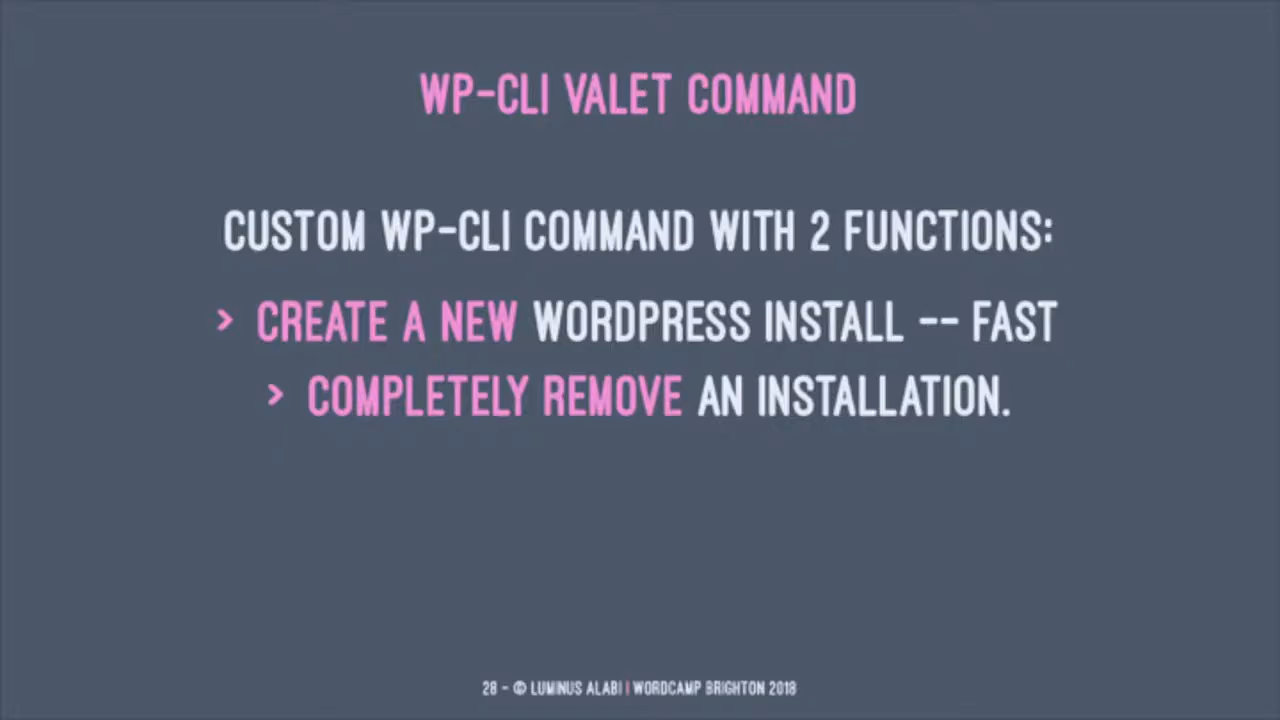 WP-CLI VALET COMMAND
CUSTOM WP-CLI COMMAND WITH 2 FUNCTIONS:
> CREATE A NEW WORDPRESS INSTALL -- FAST
> COMPLETELY REMOVE AN INSTALLATION.
28 - © LUMINUS ALABI | WORDCAMP BRIGHTON 2018